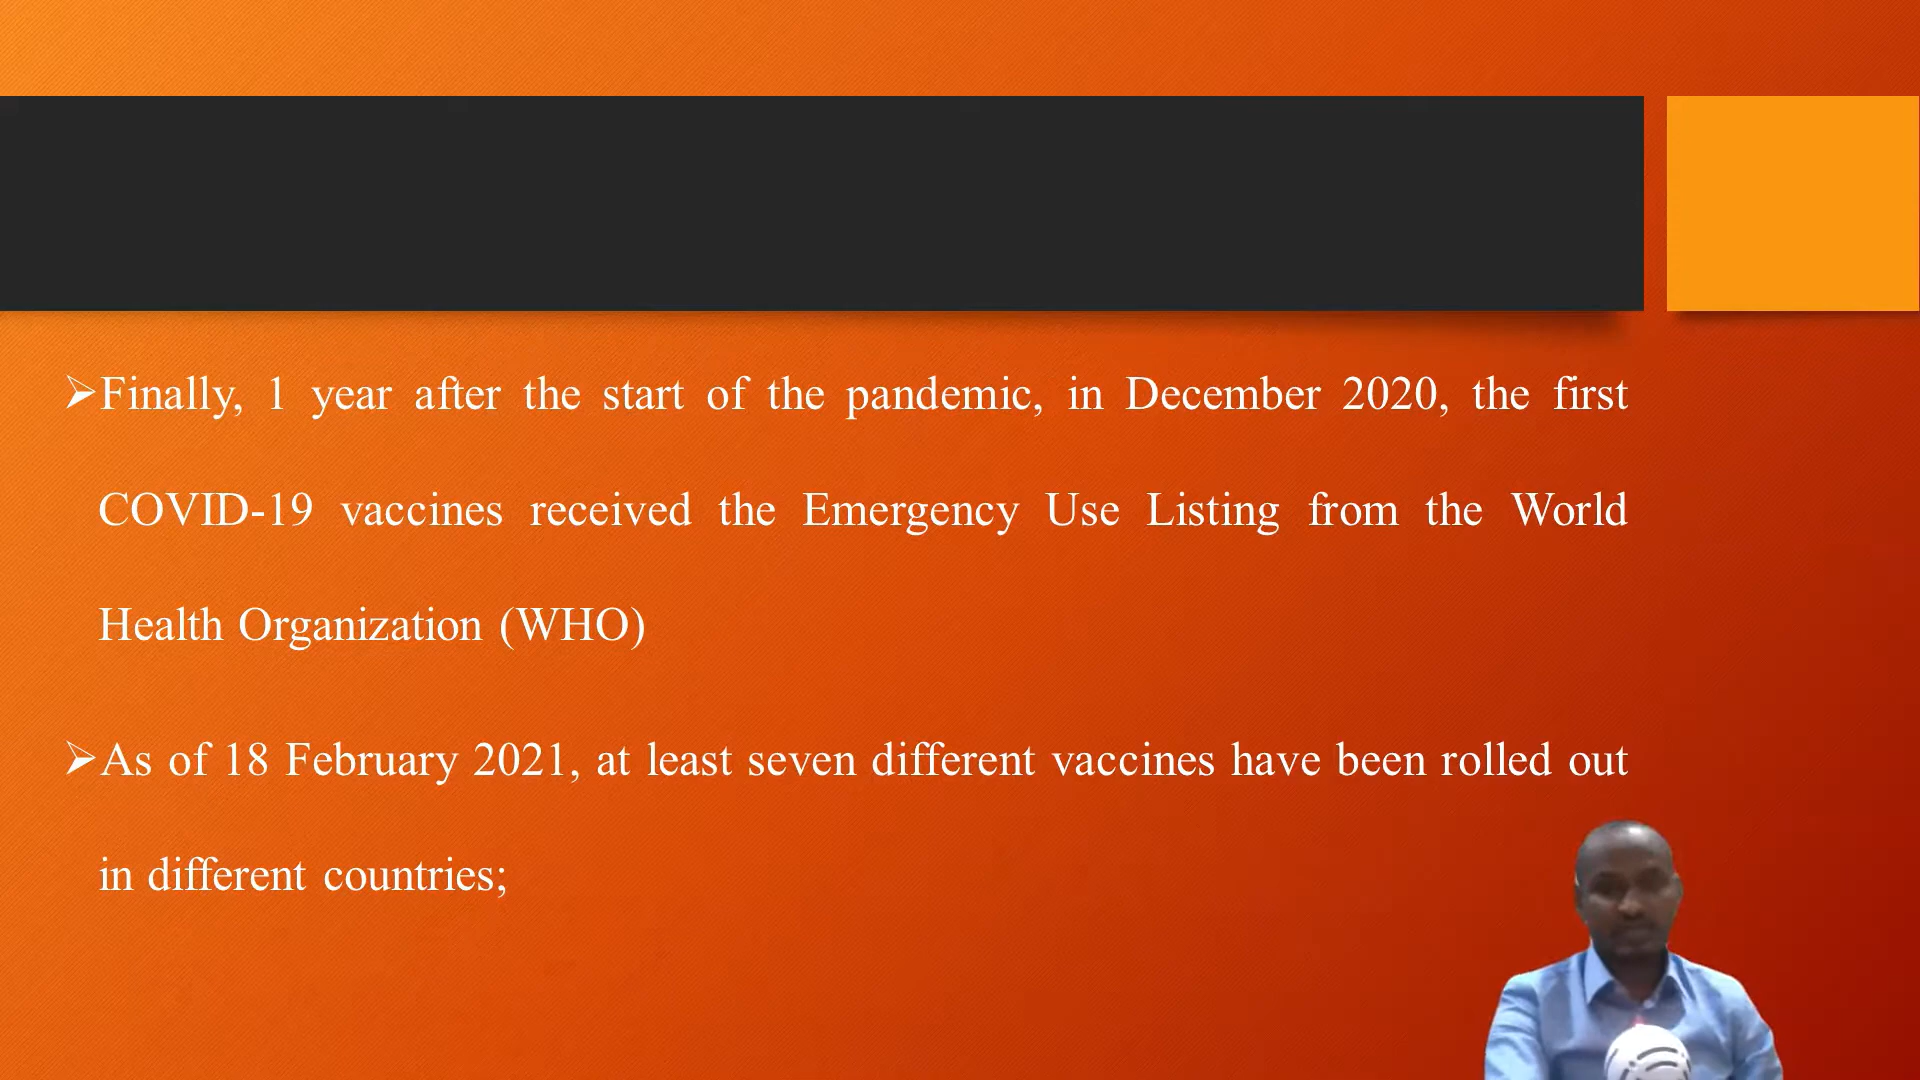 ➢Finally, 1 year after the start of the pandemic, in December 2020, the first
COVID-19 vaccines received the Emergency Use Listing from the World
Health Organization (WHO)
➢As of 18 February 2021, at least seven different vaccines have been rolled out
in different countries;